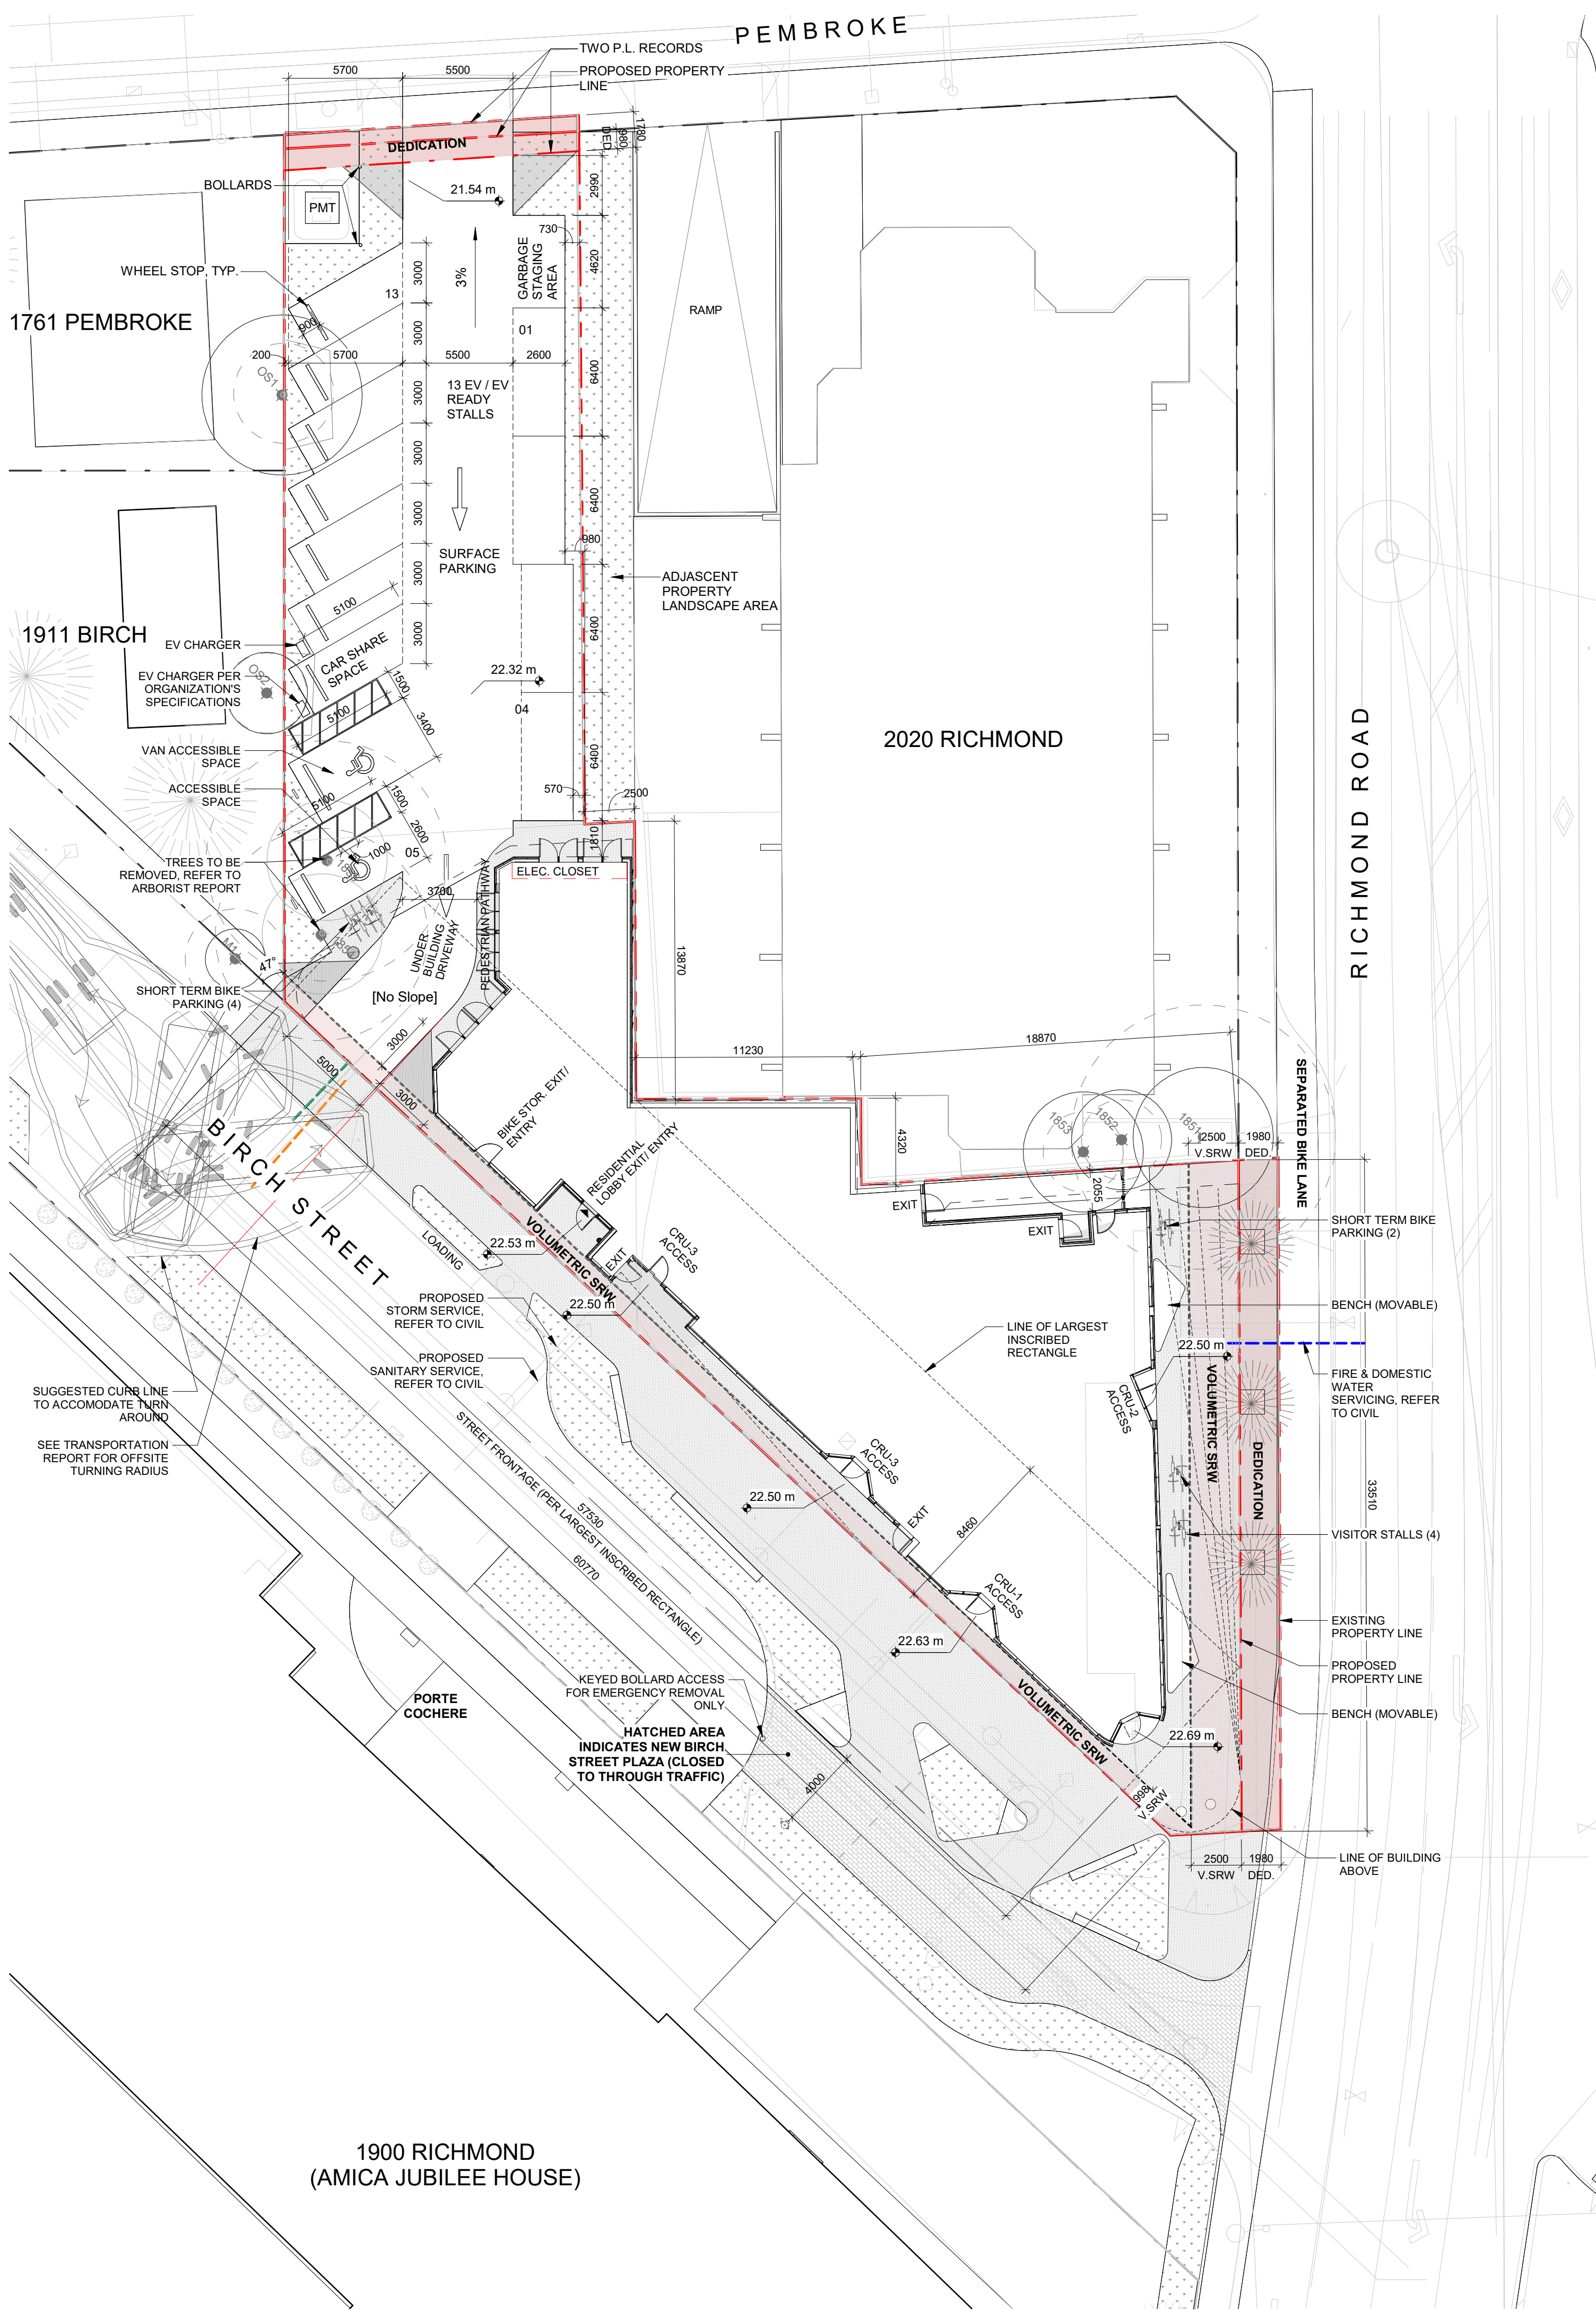 PEMBROKE
TWO P.L. RECORDS
PROPOSED PROPERTY
LINE
5700
5500
1780
980
DED
DEDICATION
BOLLARDS
PMT
21.54 m
2990
730
WHEEL STOP, TYP.
3000
13
3%
GARBAGE
STAGING
AREA
4620
1761 PEMBROKE
900
3000
01
RAMP
200
5700
5500
2600
OS1
3000
13 EV / EV
READY
STALLS
6400
3000
3000
6400
SURFACE
PARKING
980
3000
ADJASCENT
PROPERTY
LANDSCAPE AREA
5100
1911 BIRCH
EV CHARGER
3000
6400
CAR SHARE
SPACE
OS2
EV CHARGER PER
ORGANIZATION'S
SPECIFICATIONS
22.32 m
1500
5100
3400
04
2020 RICHMOND
RICHMOND ROAD
VAN ACCESSIBLE
SPACE
ACCESSIBLE
SPACE
6400
5100
1500
2600
570
2500
1810
TREES TO BE
REMOVED, REFER TO
ARBORIST REPORT
1000
05
ELEC. CLOSET
3700
PEDESTRIAN PATHWAY
UNDER
BUILDING
DRIVEWAY
13870
47°
[No Slope]
SHORT TERM BIKE
PARKING (4)
3000
5000
3000
11230
18870
SEPARATED BIKE LANE
BIRCH STREET
BIKE STOR. EXIT/
ENTRY
RESIDENTIAL
LOBBY EXIT/ ENTRY
4320
1853
1852
1851
2500
V.SRW
1980
DED.
2055
EXIT
EXIT
SHORT TERM BIKE
PARKING (2)
LOADING
22.53 m
VOLUMETRIC SRW
EXIT
CRU-3
ACCESS
22.50 m
PROPOSED
STORM SERVICE,
REFER TO CIVIL
BENCH (MOVABLE)
LINE OF LARGEST
INSCRIBED
RECTANGLE
22.50 m
PROPOSED
SANITARY SERVICE,
REFER TO CIVIL
FIRE & DOMESTIC
WATER
SERVICING, REFER
TO CIVIL
CRU-2
ACCESS
VOLUMETRIC SRW
DEDICATION
SUGGESTED CURB LINE
TO ACCOMODATE TURN
AROUND
SEE TRANSPORTATION
REPORT FOR OFFSITE
TURNING RADIUS
STREET FRONTAGE (PER LARGEST INSCRIBED RECTANGLE)
57530
60770
CRU-3
ACCESS
22.50 m
EXIT
8460
33510
VISITOR STALLS (4)
CRU-1
ACCESS
22.63 m
EXISTING
PROPERTY LINE
PROPOSED
PROPERTY LINE
BENCH (MOVABLE)
KEYED BOLLARD ACCESS
FOR EMERGENCY REMOVAL
ONLY
PORTE
COCHERE
HATCHED AREA
INDICATES NEW BIRCH
STREET PLAZA (CLOSED
TO THROUGH TRAFFIC)
VOLUMETRIC SRW
22.69 m
4000
998
V.SRW
2500
V.SRW
1980
DED.
LINE OF BUILDING
ABOVE
1900 RICHMOND
(AMICA JUBILEE HOUSE)